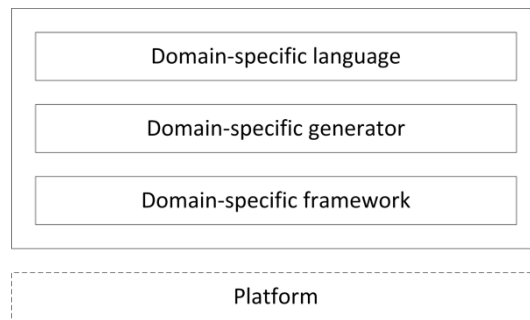 Domain-specific language
Domain-specific generator
Domain-specific framework
Platform